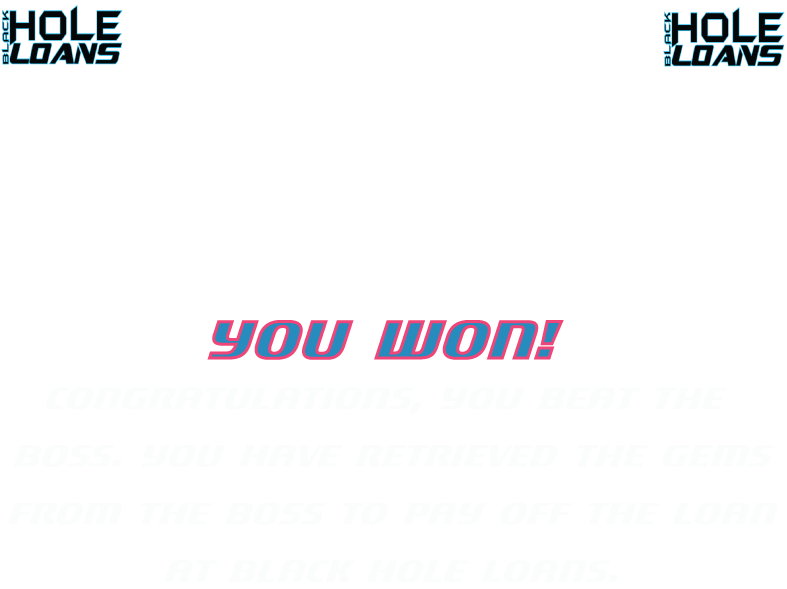 BLACK HOLE LOANS
BLACK HOLE LOANS
YOU WON!
CONGRATULATIONS, YOU BEAT THE
BOSS. YOU HAVE RETRIEVED THE GEMS
FROM THE BOSS TO PAY OFF THE LOAN
AT BLACK HOLE LOANS.